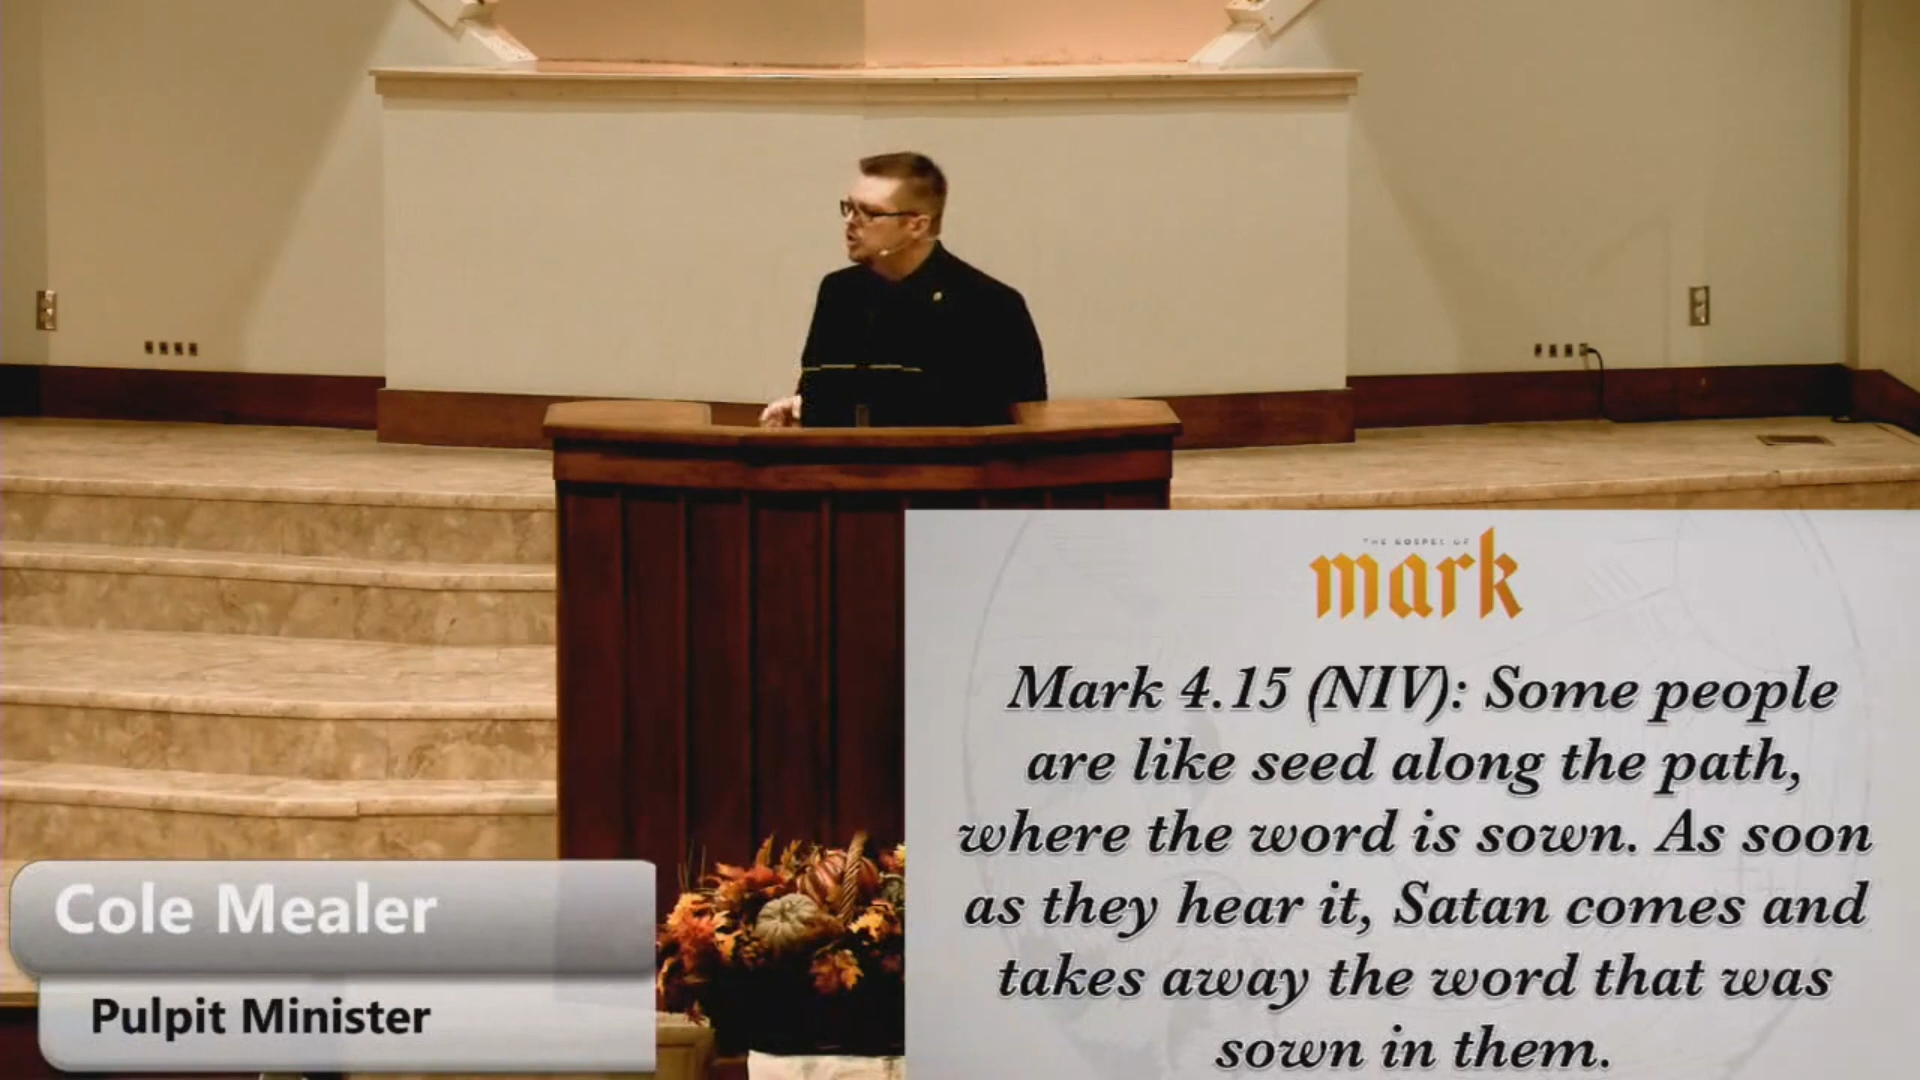 THE GOSPEL OF
mark
Mark 4.15 (NIV): Some people
are like seed along the path,
where the word is sown. As soon
as they hear it, Satan comes and
takes away the word that was
sown in them.
Cole Mealer
Pulpit Minister